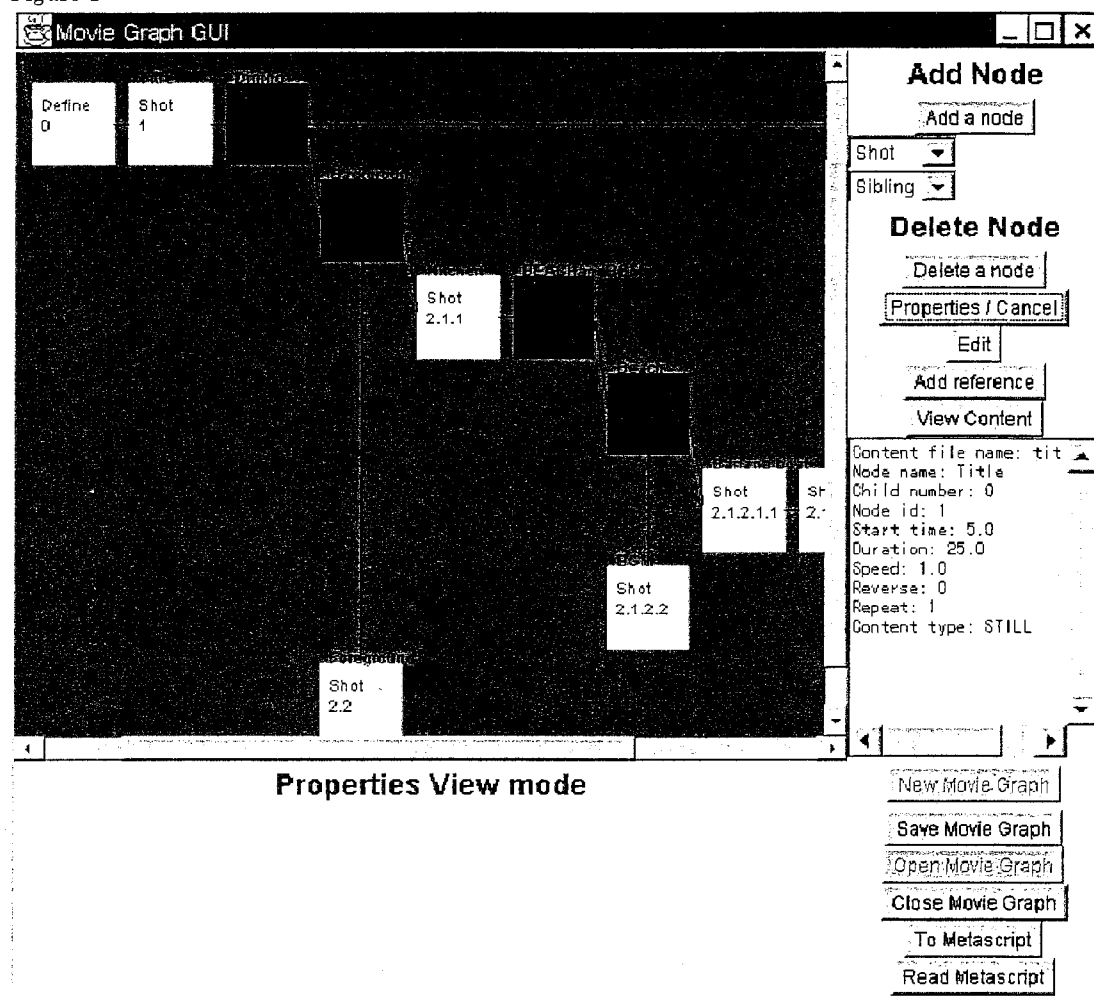 Movie Graph GUI
Define
0
Shot
1
Shot
2.1.1
Shot
2.1.2.1.1
Shot
2.1.2.2
Shot
2.2
Add Node
Add a node
Shot
Sibling
Delete Node
Delete a node
Properties / Cancel
Edit
Add reference
View Content
Content file name: tit
Node name: Title
Child number: 0
Node id: 1
Start time: 5.0
Duration: 25.0
Speed: 1.0
Reverse: 0
Repeat: 1
Content type: STILL
Properties View mode
New Movie Graph
Save Movie Graph
Open Movie Graph
Close Movie Graph
To Metascript
Read Metascript